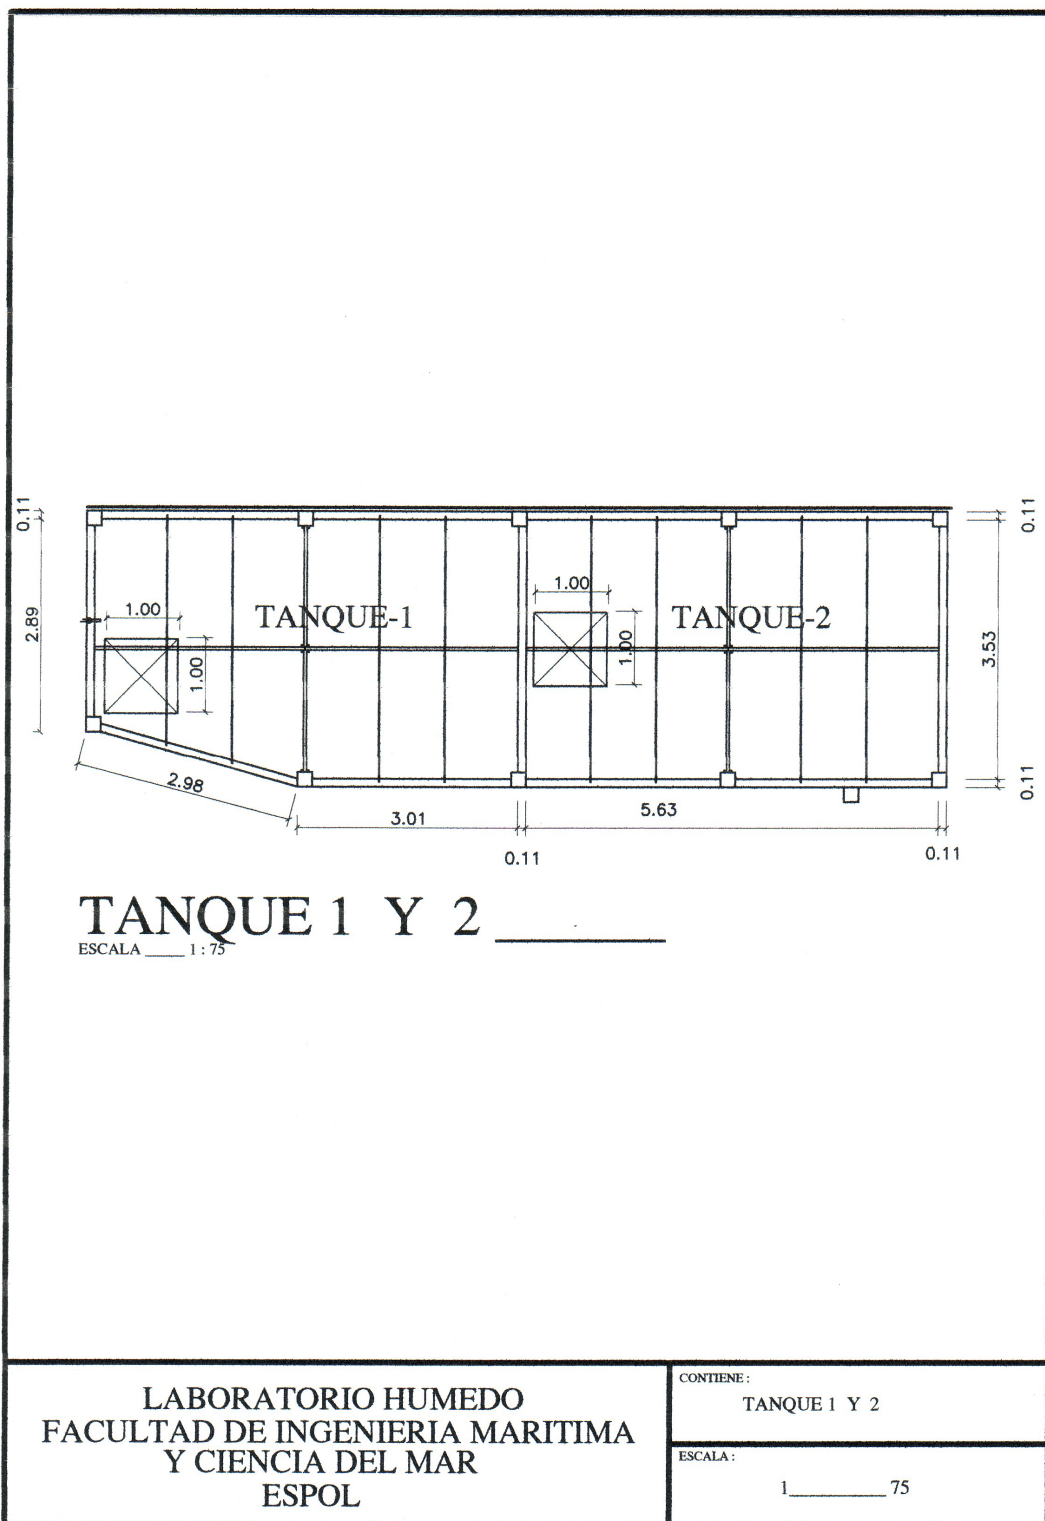 0.11
0.11
2.89
1.00
1.00
TANQUE-1
1.00
1.00
TANQUE-2
3.53
2.98
3.01
5.63
0.11
0.11
0.11
TANQUE 1 Y 2
ESCALA ____ 1 : 75
LABORATORIO HUMEDO
FACULTAD DE INGENIERIA MARITIMA
Y CIENCIA DEL MAR
ESPOL
CONTIENE :
TANQUE 1 Y 2
ESCALA :
1__________ 75